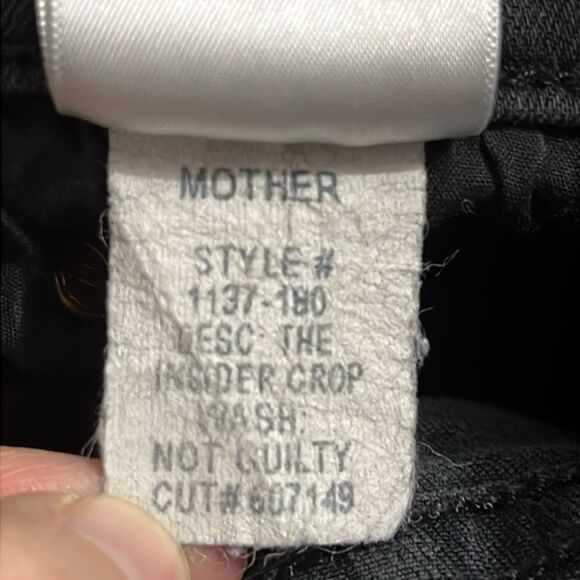 MOTHER
STYLE #
1137-180
DESC: THE
INSIDER CROP
WASH:
NOT GUILTY
CUT# 607149